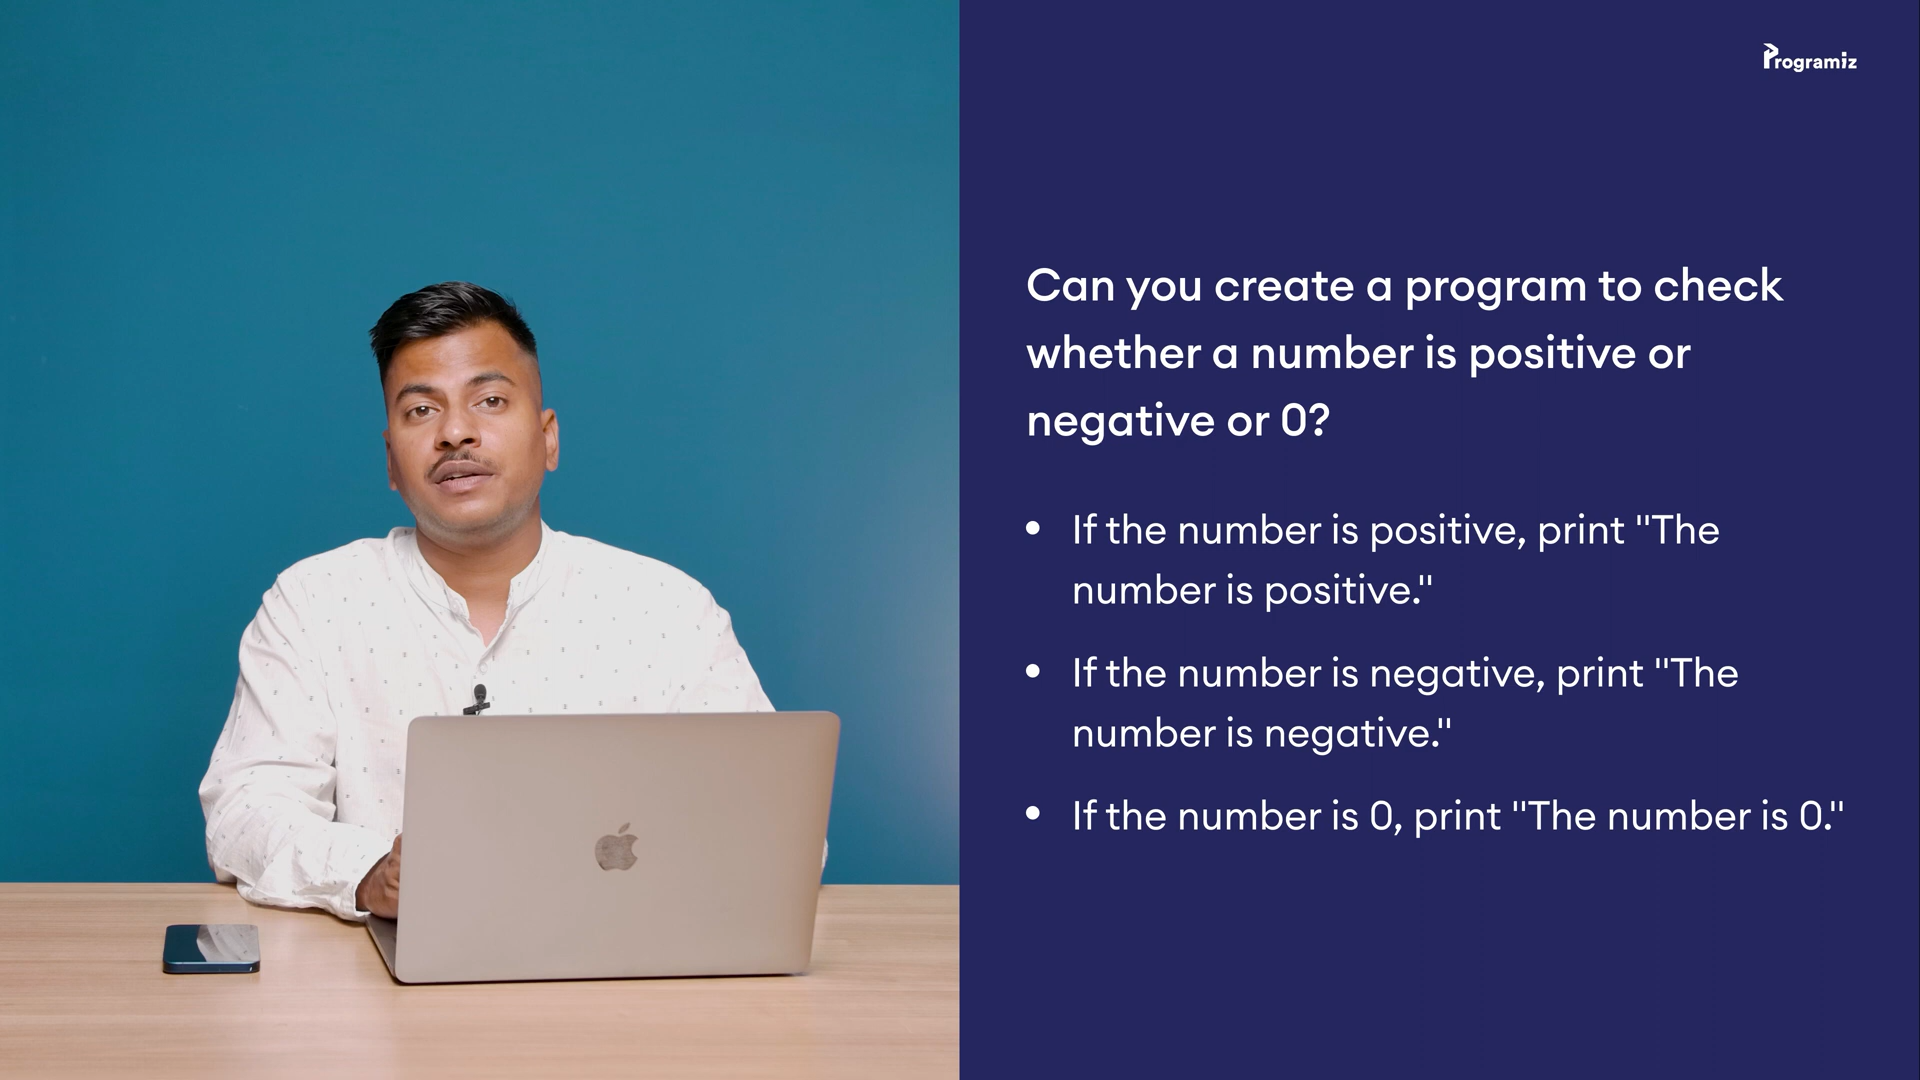 Programiz
Can you create a program to check
whether a number is positive or
negative or 0?
• If the number is positive, print "The
number is positive."
• If the number is negative, print "The
number is negative."
• If the number is 0, print "The number is 0."